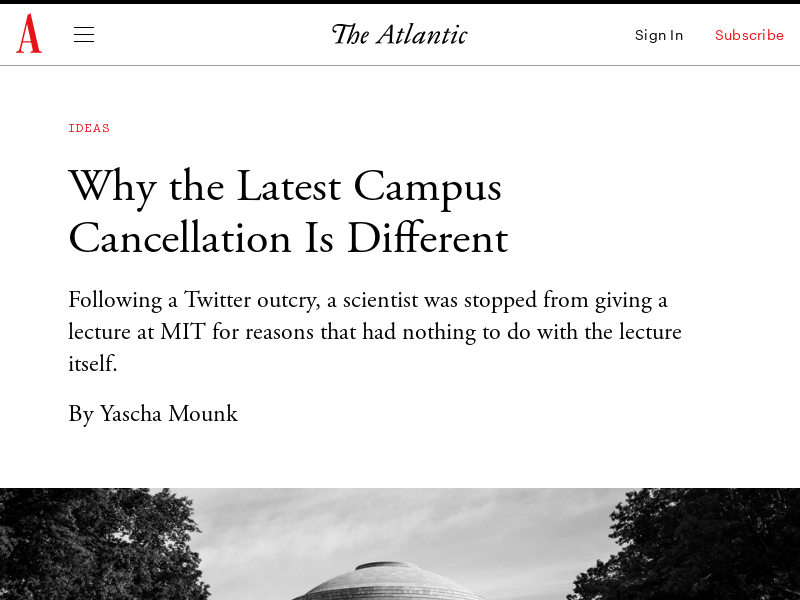 A
The Atlantic
Sign In
Subscribe
IDEAS
Why the Latest Campus
Cancellation Is Different
Following a Twitter outcry, a scientist was stopped from giving a
lecture at MIT for reasons that had nothing to do with the lecture
itself.
By Yascha Mounk